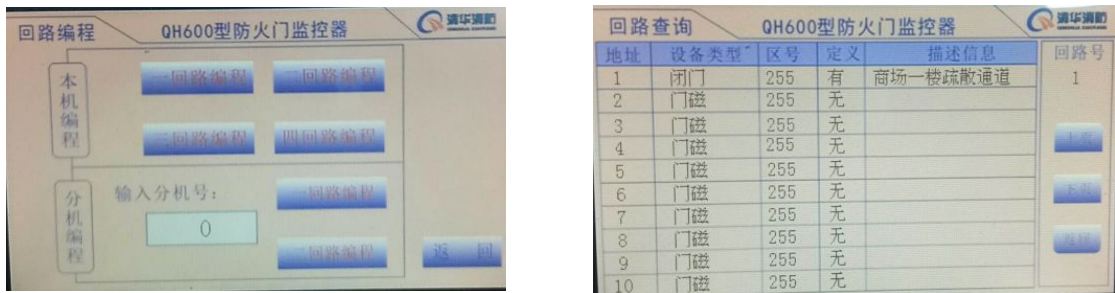 回路编程 QH600型防火门监控器 清华消防
本机编程
一回路编程 二回路编程
三回路编程 四回路编程
分机编程
输入分机号：
0
一回路编程
二回路编程
返 回
回路查询 QH600型防火门监控器 清华消防
地址 设备类型 区号 定义 描述信息 回路号
1 闭门 255 有 商场一楼疏散通道 1
2 门磁 255 无
3 门磁 255 无
4 门磁 255 无 上页
5 门磁 255 无
6 门磁 255 无 下页
7 门磁 255 无
8 门磁 255 无 返回
9 门磁 255 无
10 门磁 255 无